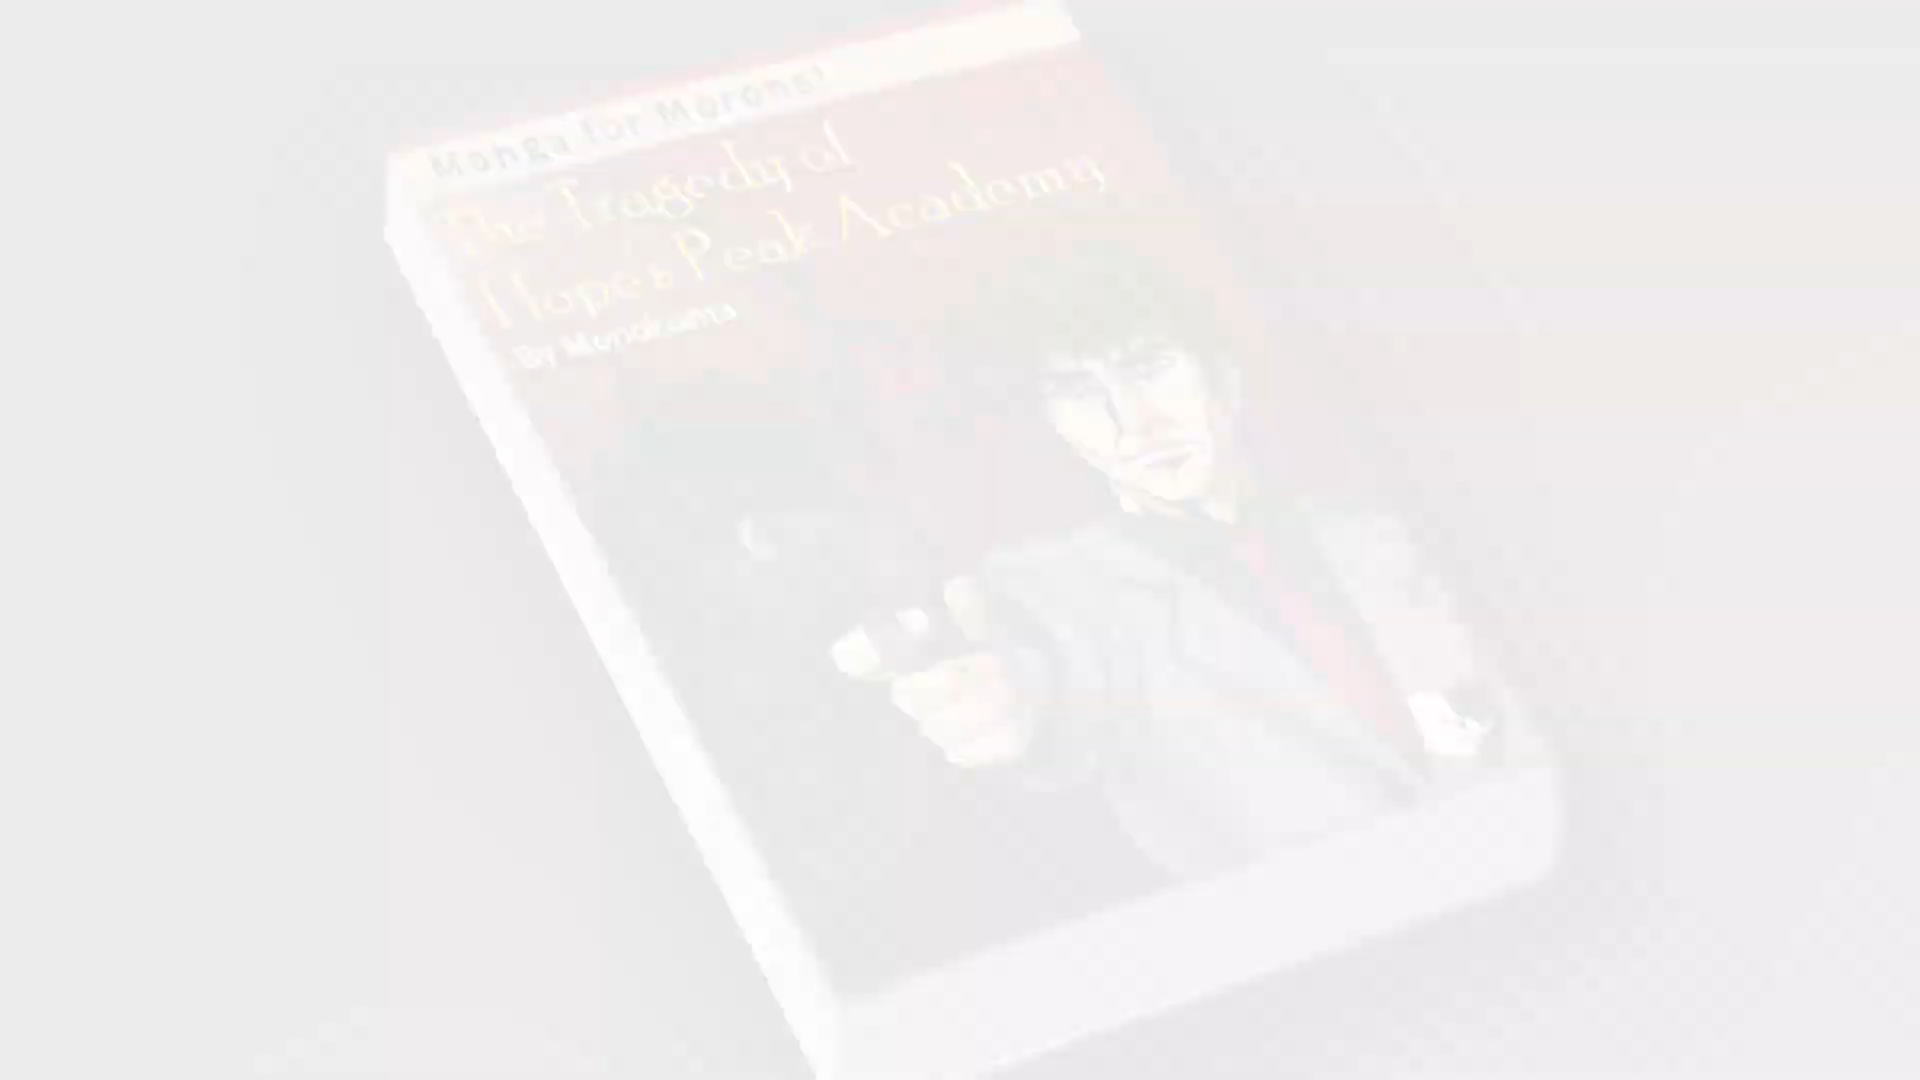 Manga for Morons!
The Tragedy of
Hope's Peak Academy
By Monokuma